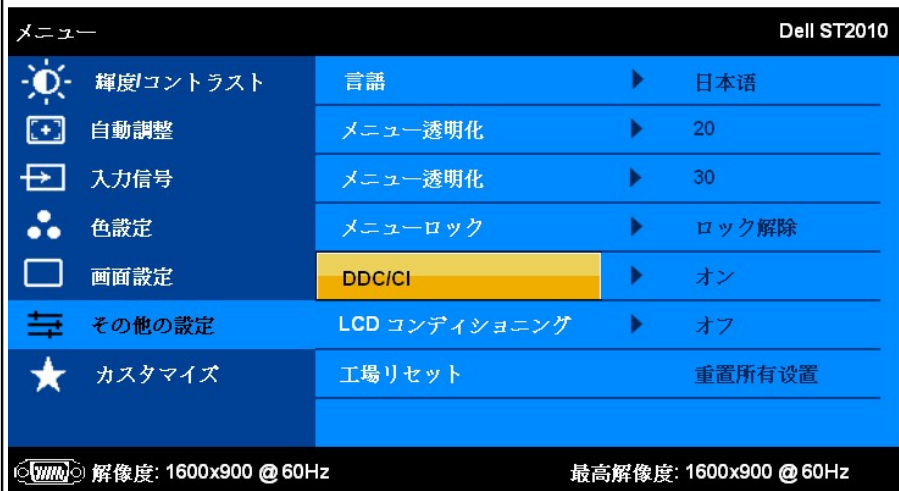 メニュー Dell ST2010
輝度/コントラスト 言語 日本语
自動調整 メニュー透明化 20
入力信号 メニュー透明化 30
色設定 メニューロック ロック解除
画面設定 DDC/CI オン
その他の設定 LCD コンディショニング オフ
カスタマイズ 工場リセット 重置所有设置
解像度: 1600x900 @ 60Hz 最高解像度: 1600x900 @ 60Hz